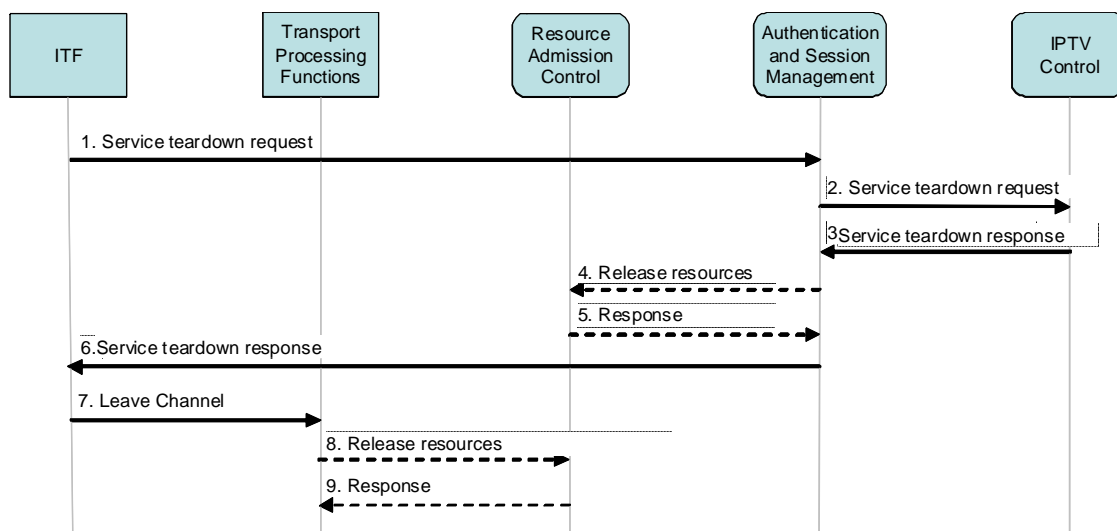 ITF
Transport
Processing
Functions
Resource
Admission
Control
Authentication
and Session
Management
IPTV
Control
1. Service teardown request
2. Service teardown request
3Service teardown response
4. Release resources
5. Response
6.Service teardown response
7. Leave Channel
8. Release resources
9. Response